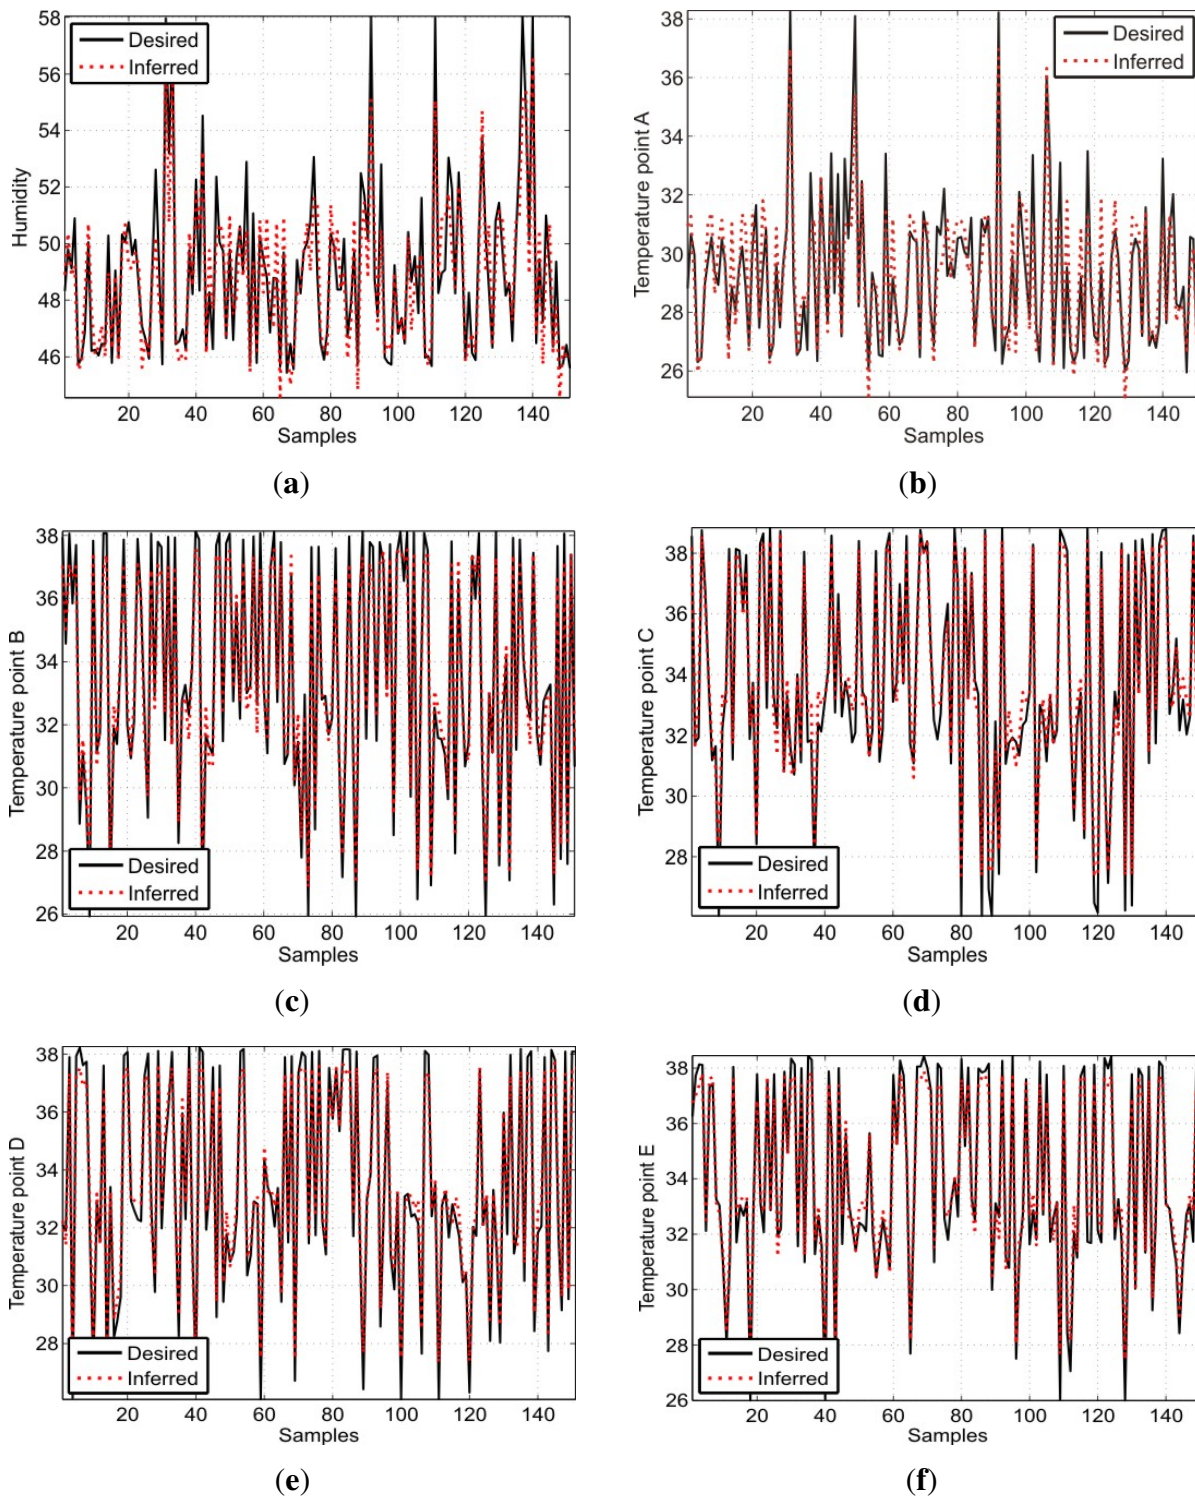 58
56
54
52
50
48
46
Humidity
Desired
Inferred
20 40 60 80 100 120 140
Samples
(a)
38
36
34
32
30
28
26
Temperature point A
Desired
Inferred
20 40 60 80 100 120 140
Samples
(b)
38
36
34
32
30
28
26
Temperature point B
Desired
Inferred
20 40 60 80 100 120 140
Samples
(c)
38
36
34
32
30
28
Temperature point C
Desired
Inferred
20 40 60 80 100 120 140
Samples
(d)
38
36
34
32
30
28
Temperature point D
Desired
Inferred
20 40 60 80 100 120 140
Samples
(e)
38
36
34
32
30
28
26
Temperature point E
Desired
Inferred
20 40 60 80 100 120 140
Samples
(f)